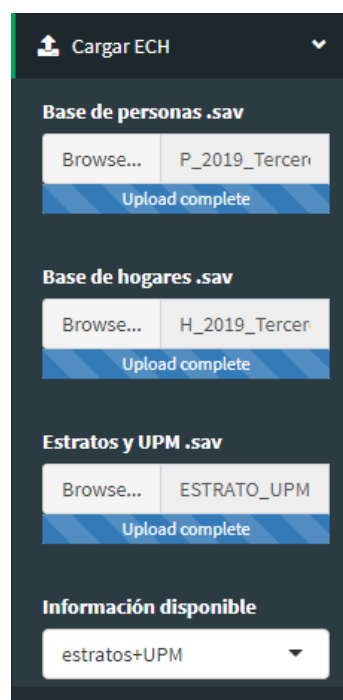 Cargar ECH
Base de personas .sav
Browse... P_2019_Tercer
Upload complete
Base de hogares .sav
Browse... H_2019_Tercer
Upload complete
Estratos y UPM .sav
Browse... ESTRATO_UPM
Upload complete
Información disponible
estratos+UPM